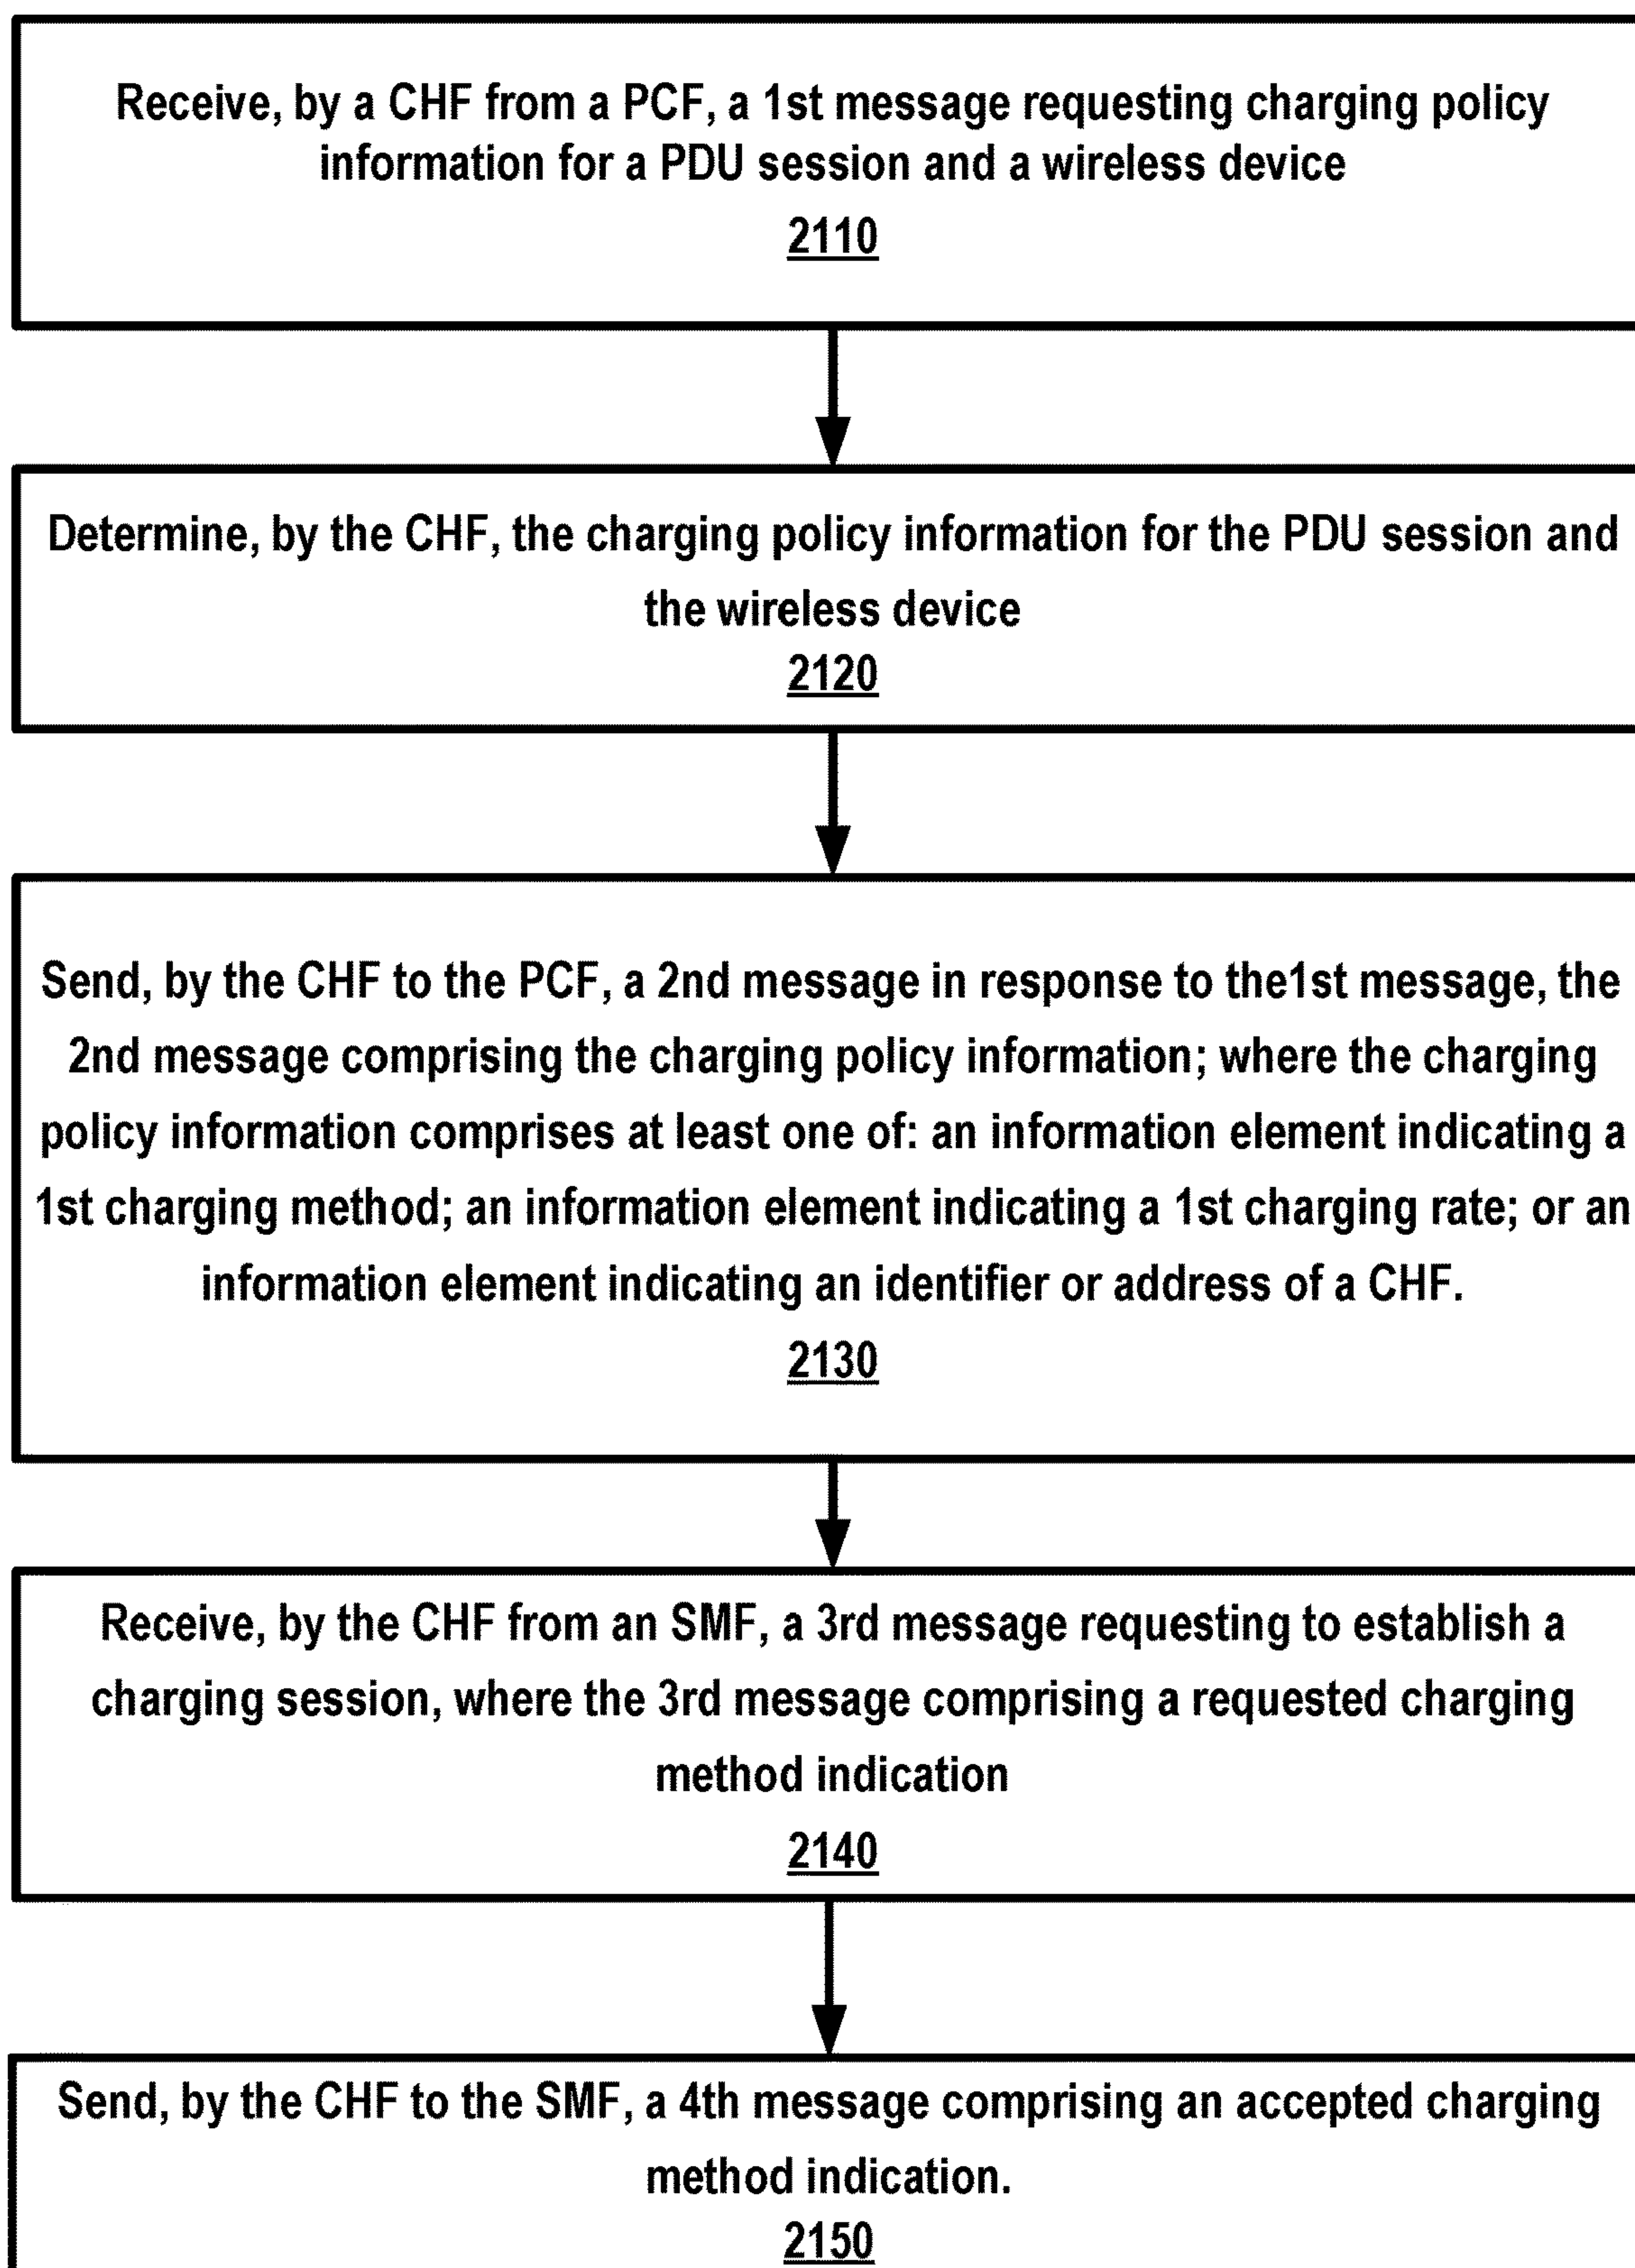 Receive, by a CHF from a PCF, a 1st message requesting charging policy
information for a PDU session and a wireless device
2110
Determine, by the CHF, the charging policy information for the PDU session and
the wireless device
2120
Send, by the CHF to the PCF, a 2nd message in response to the1st message, the
2nd message comprising the charging policy information; where the charging
policy information comprises at least one of: an information element indicating a
1st charging method; an information element indicating a 1st charging rate; or an
information element indicating an identifier or address of a CHF.
2130
Receive, by the CHF from an SMF, a 3rd message requesting to establish a
charging session, where the 3rd message comprising a requested charging
method indication
2140
Send, by the CHF to the SMF, a 4th message comprising an accepted charging
method indication.
2150